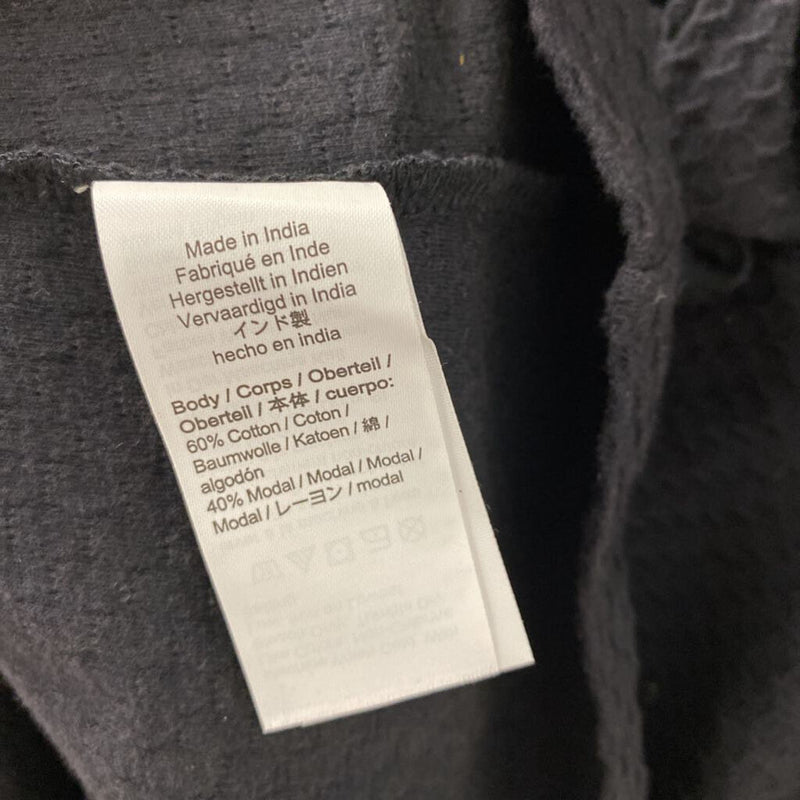 Made in India
Fabriqué en Inde
Hergestellt in Indien
Vervaardigd in India
インド製
hecho en india
Body / Corps / Oberteil /
Oberteil / 本体 / cuerpo:
60% Cotton / Coton /
Baumwolle / Katoen / 綿 /
algodón
40% Modal / Modal / Modal /
Modal / レーヨン / modal